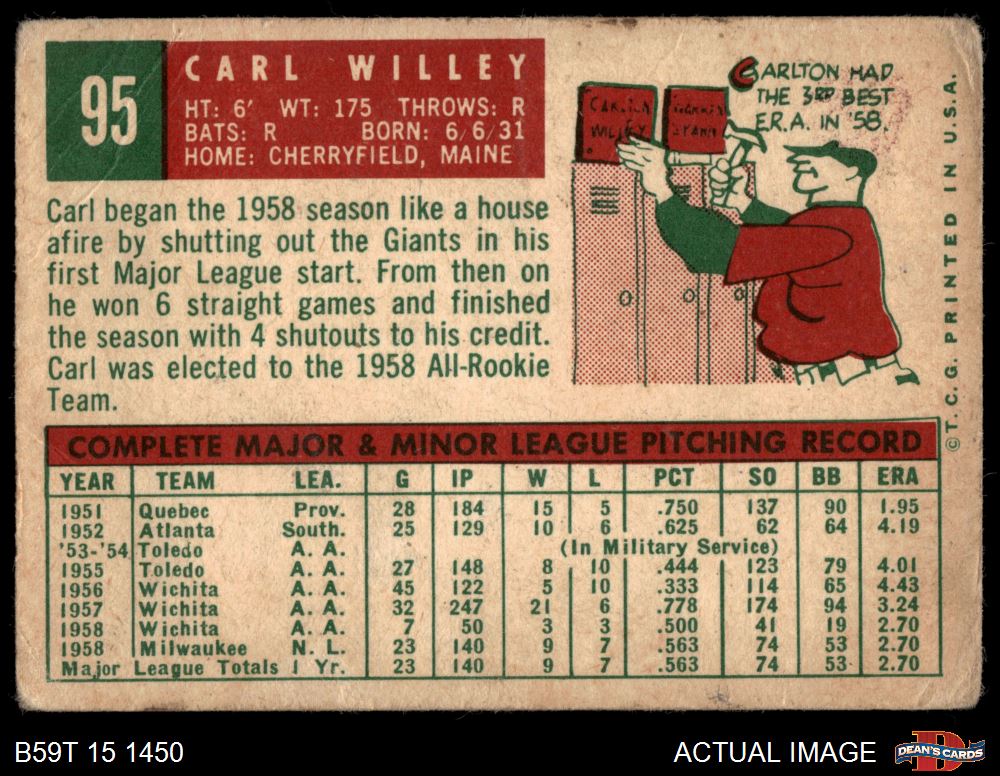 95
CARL WILLEY
HT: 6' WT: 175 THROWS: R
BATS: R BORN: 6/6/31
HOME: CHERRYFIELD, MAINE
Carl began the 1958 season like a house
afire by shutting out the Giants in his
first Major League start. From then on
he won 6 straight games and finished
the season with 4 shutouts to his credit.
Carl was elected to the 1958 All-Rookie
Team.
CARLTON HAD
THE 3RD BEST
E.R.A. IN '58.
CARLTON
WILLEY
SPAHN
©T.C.G. PRINTED IN U.S.A.
COMPLETE MAJOR & MINOR LEAGUE PITCHING RECORD
YEAR TEAM LEA. G IP W L PCT SO BB ERA
1951 Quebec Prov. 28 184 15 5 .750 137 90 1.95
1952 Atlanta South. 25 129 10 6 .625 62 64 4.19
'53-'54 Toledo A. A. (In Military Service)
1955 Toledo A. A. 27 148 8 10 .444 123 79 4.01
1956 Wichita A. A. 45 122 5 10 .333 114 65 4.43
1957 Wichita A. A. 32 247 21 6 .778 174 94 3.24
1958 Wichita A. A. 7 50 3 3 .500 41 19 2.70
1958 Milwaukee N. L. 23 140 9 7 .563 74 53 2.70
Major League Totals 1 Yr. 23 140 9 7 .563 74 53 2.70
B59T 15 1450
ACTUAL IMAGE
DEAN'S CARDS